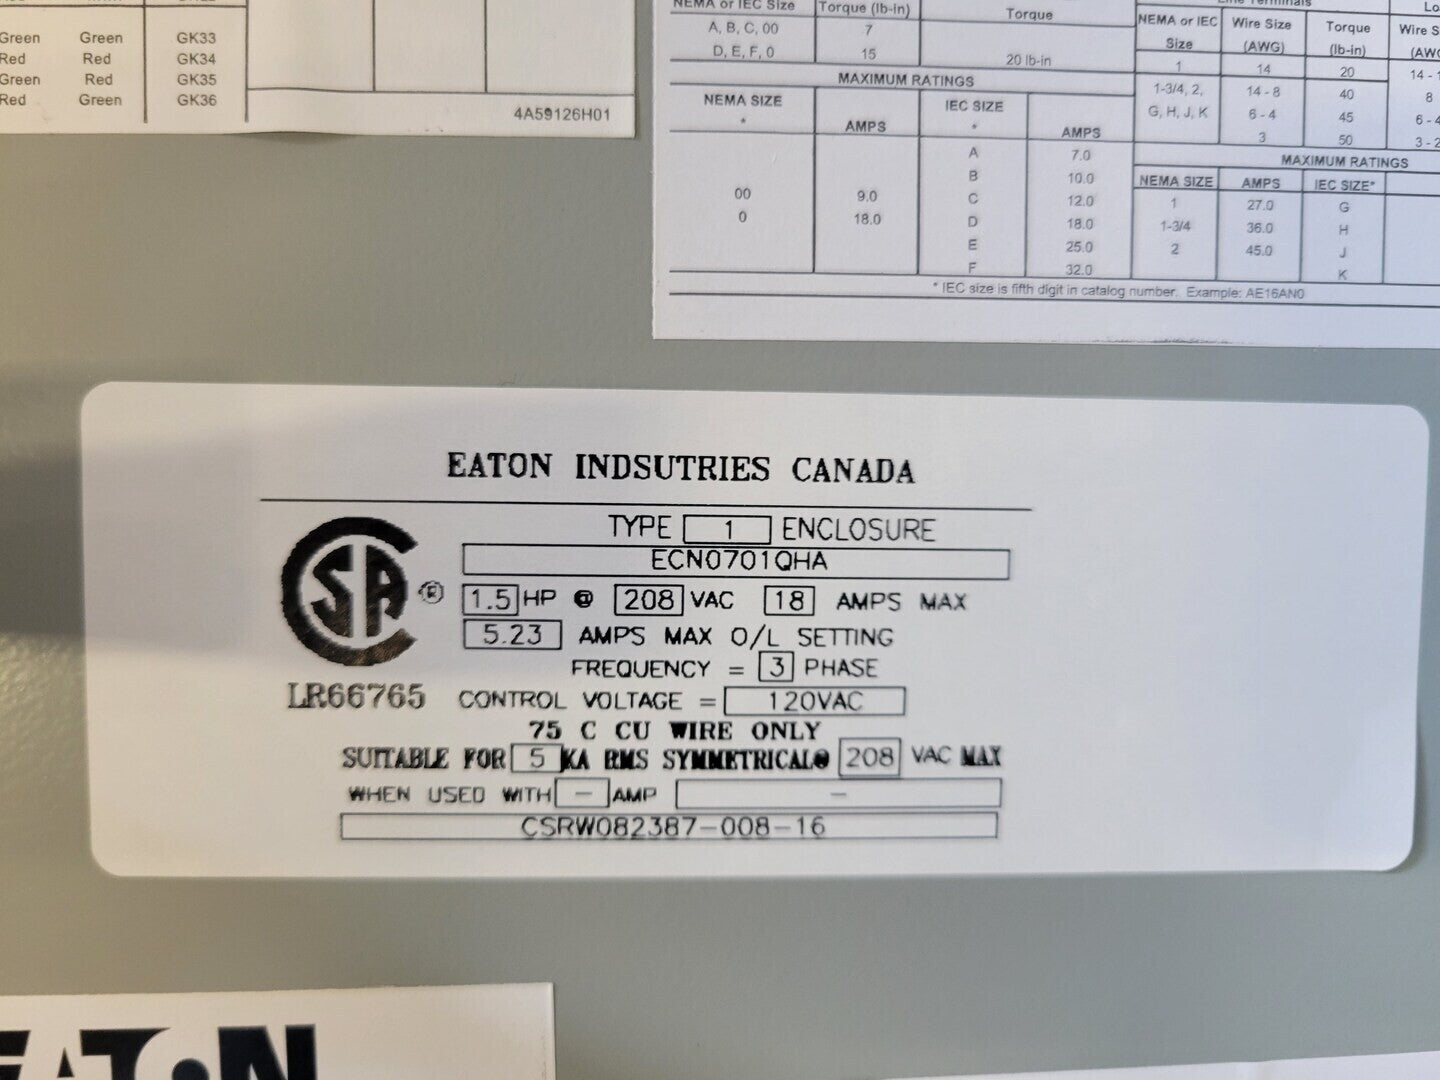 Green Green GK33
Red Red GK34
Green Red GK35
Red Green GK36
4A59126H01
NEMA or IEC Size Torque (lb-in) Torque
A, B, C, 00 7
D, E, F, 0 15 20 lb-in
MAXIMUM RATINGS
NEMA SIZE * AMPS IEC SIZE * AMPS
A 7.0
B 10.0
00 9.0 C 12.0
0 18.0 D 18.0
E 25.0
F 32.0
Terminals
NEMA or IEC Size Wire Size (AWG) Torque (lb-in) Wire
1 14 20
1-3/4, 2, 14 - 8 40 8
G, H, J, K 6 - 4 45
3 50
MAXIMUM RATINGS
NEMA SIZE AMPS IEC SIZE*
1 27.0 G
1-3/4 36.0 H
2 45.0 J
K
* IEC size is fifth digit in catalog number. Example: AE16AN0
EATON INDSUTRIES CANADA
TYPE 1 ENCLOSURE
ECN0701QHA
CSA ®
1.5 HP @ 208 VAC 18 AMPS MAX
5.23 AMPS MAX O/L SETTING
FREQUENCY = 3 PHASE
LR66765 CONTROL VOLTAGE = 120VAC
75 C CU WIRE ONLY
SUITABLE FOR 5 KA RMS SYMMETRICAL@ 208 VAC MAX
WHEN USED WITH - AMP -
CSRW082387-008-16
EATON